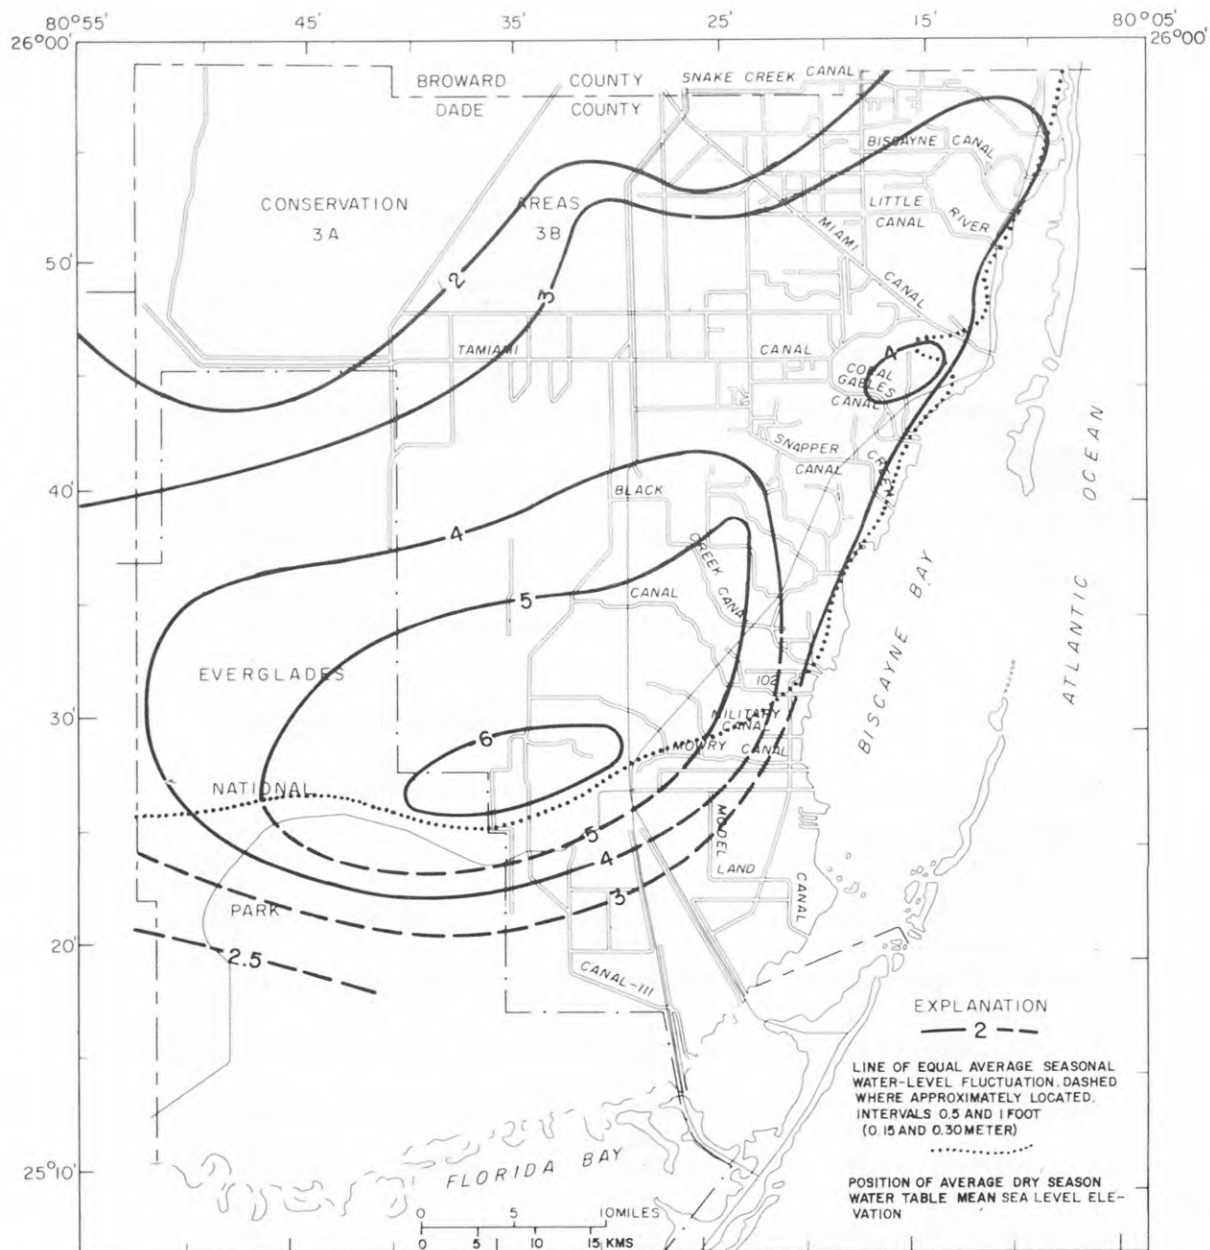 80°55' 45' 35' 25' 15' 80°05'
26°00' 26°00'
BROWARD COUNTY
DADE COUNTY
SNAKE CREEK CANAL
BISCAYNE CANAL
CONSERVATION AREAS
3A 3B
LITTLE RIVER
CANAL
MIAMI CANAL
50'
2
3
TAMIAMI CANAL
4
CORAL
GABLES
CANAL
SNAPPER CREEK
CANAL
40'
BLACK CREEK CANAL
4
5
CANAL
EVERGLADES
102
30'
MILITARY
CANAL
MOWRY CANAL
6
NATIONAL
5
4
3
MODEL
LAND
CANAL
PARK
20'
2.5
CANAL-III
BISCAYNE BAY
ATLANTIC OCEAN
25°10'
FLORIDA BAY
0 5 10 MILES
0 5 10 15 KMS
EXPLANATION
2
LINE OF EQUAL AVERAGE SEASONAL
WATER-LEVEL FLUCTUATION. DASHED
WHERE APPROXIMATELY LOCATED.
INTERVALS 0.5 AND 1 FOOT
(0.15 AND 0.30 METER)
POSITION OF AVERAGE DRY SEASON
WATER TABLE MEAN SEA LEVEL ELE-
VATION